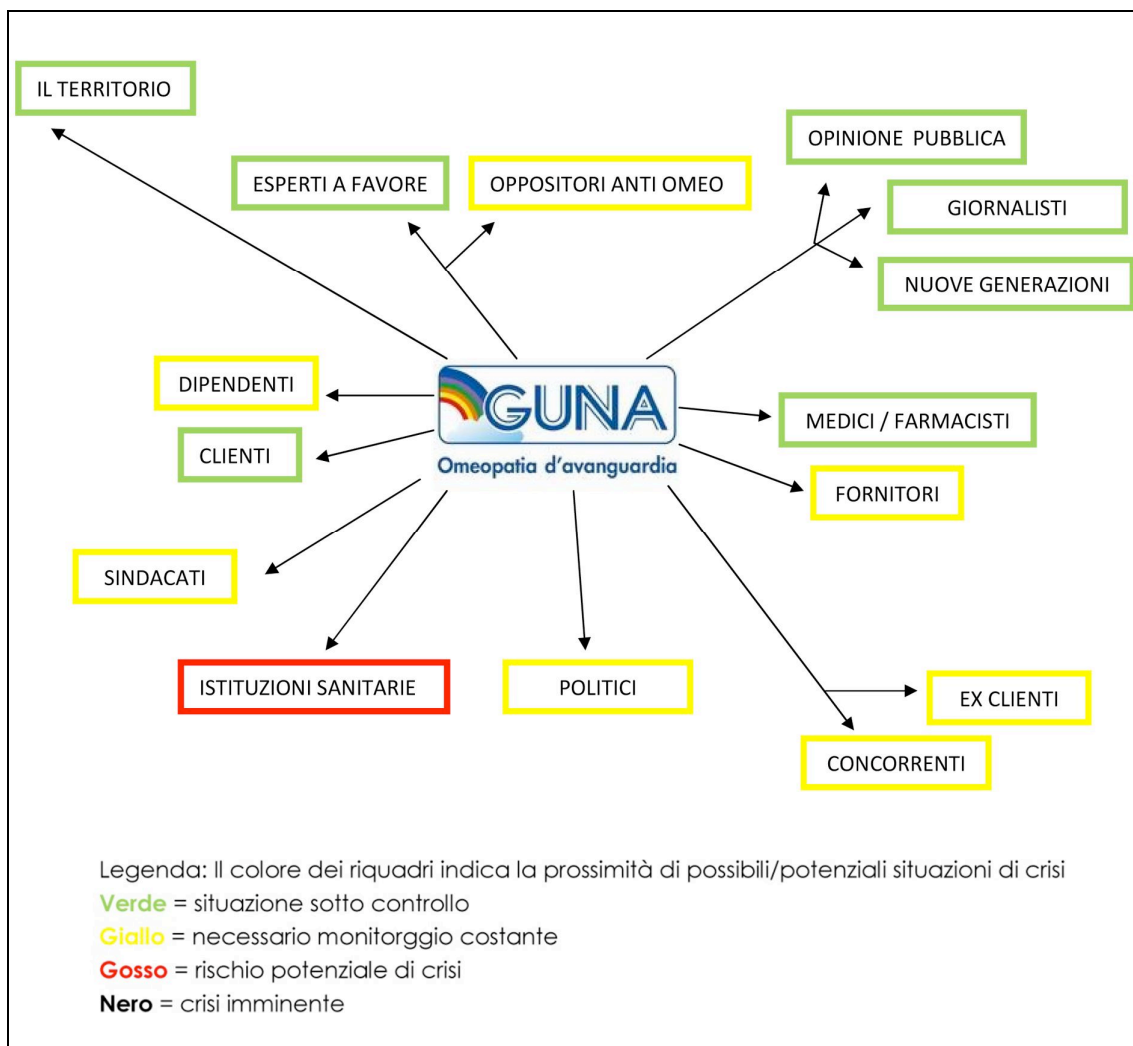 IL TERRITORIO
OPINIONE PUBBLICA
ESPERTI A FAVORE
OPPOSITORI ANTI OMEO
GIORNALISTI
NUOVE GENERAZIONI
DIPENDENTI
GUNA
Omeopatia d'avanguardia
MEDICI / FARMACISTI
CLIENTI
FORNITORI
SINDACATI
ISTITUZIONI SANITARIE
POLITICI
EX CLIENTI
CONCORRENTI
Legenda: Il colore dei riquadri indica la prossimità di possibili/potenziali situazioni di crisi
Verde = situazione sotto controllo
Giallo = necessario monitorggio costante
Gosso = rischio potenziale di crisi
Nero = crisi imminente